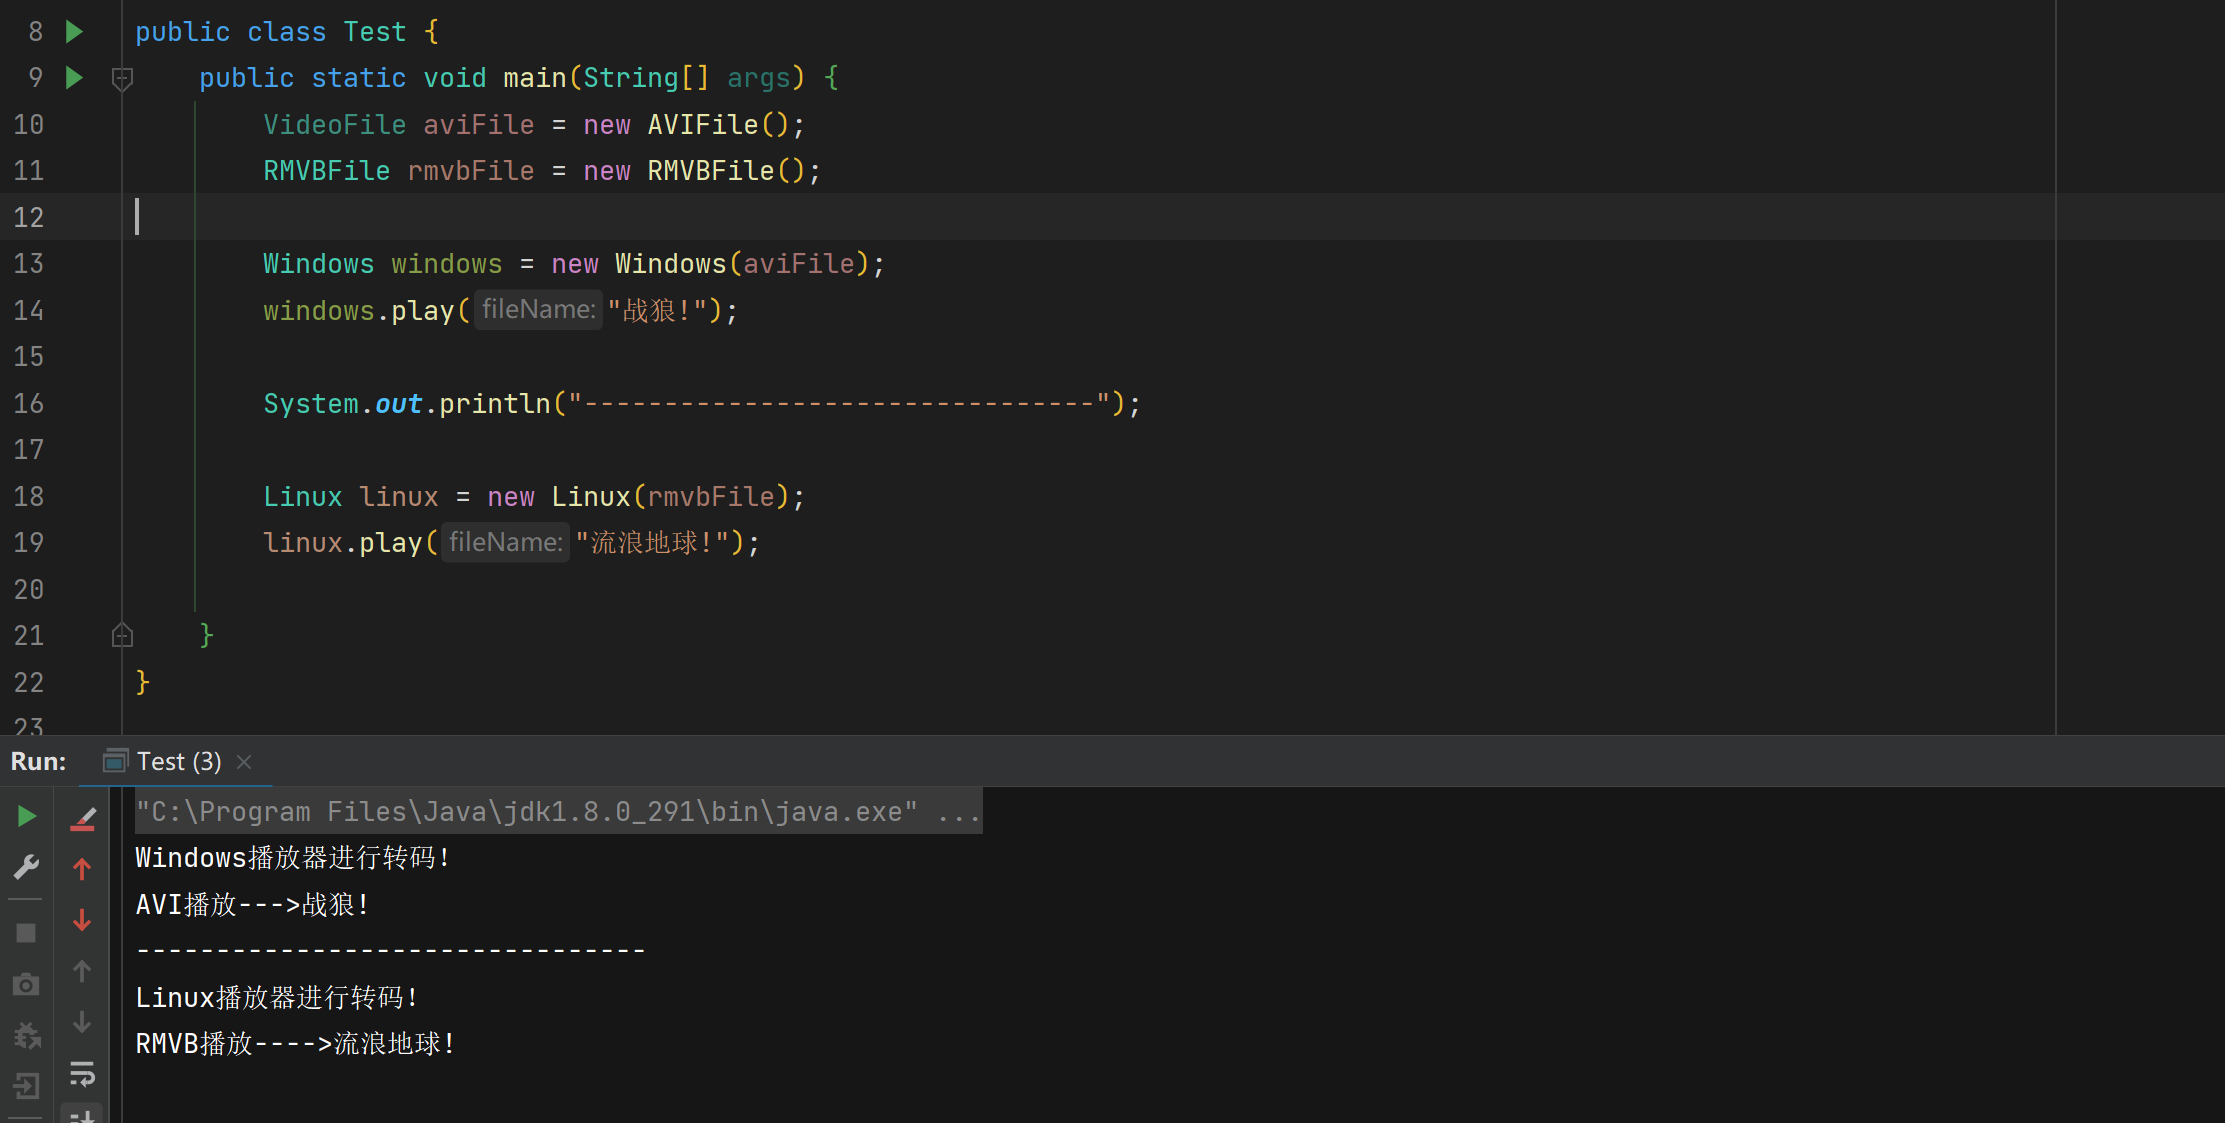 8 public class Test {
9 public static void main(String[] args) {
10 VideoFile aviFile = new AVIFile();
11 RMVBFile rmvbFile = new RMVBFile();
12
13 Windows windows = new Windows(aviFile);
14 windows.play( fileName: "战狼!");
15
16 System.out.println("--------------------------------");
17
18 Linux linux = new Linux(rmvbFile);
19 linux.play( fileName: "流浪地球!");
20
21 }
22 }
23
Run: Test (3)
"C:\Program Files\Java\jdk1.8.0_291\bin\java.exe" ...
Windows播放器进行转码!
AVI播放--->战狼!
--------------------------------
Linux播放器进行转码!
RMVB播放---->流浪地球!